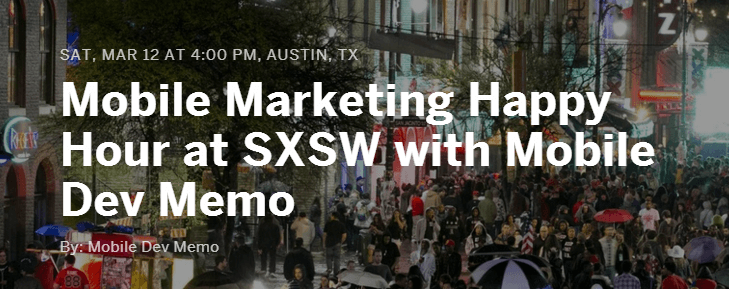 SAT, MAR 12 AT 4:00 PM, AUSTIN, TX
Mobile Marketing Happy
Hour at SXSW with Mobile
Dev Memo
By: Mobile Dev Memo